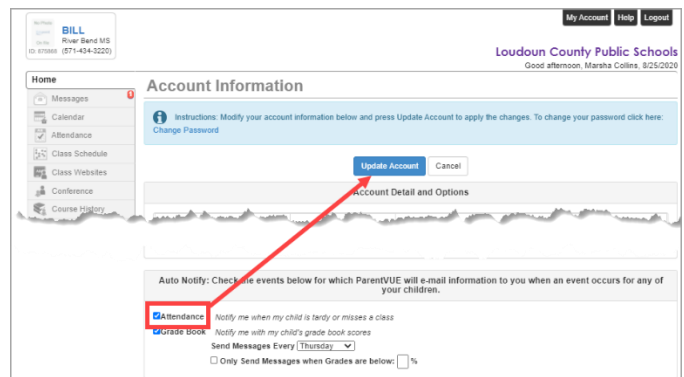 My Account Help Logout
No Photo
BILL
River Bend MS
(571-434-3220)
Loudoun County Public Schools
Good afternoon, Marsha Collins, 8/25/2020
Home
Account Information
Messages
Calendar
Attendance
Class Schedule
Class Websites
Conference
Course History
Instructions: Modify your account information below and press Update Account to apply the changes. To change your password click here:
Change Password
Update Account Cancel
Account Detail and Options
Auto Notify: Check the events below for which ParentVUE will e-mail information to you when an event occurs for any of
your children.
Attendance Notify me when my child is tardy or misses a class
Grade Book Notify me with my child's grade book scores
Send Messages Every Thursday
Only Send Messages when Grades are below: %